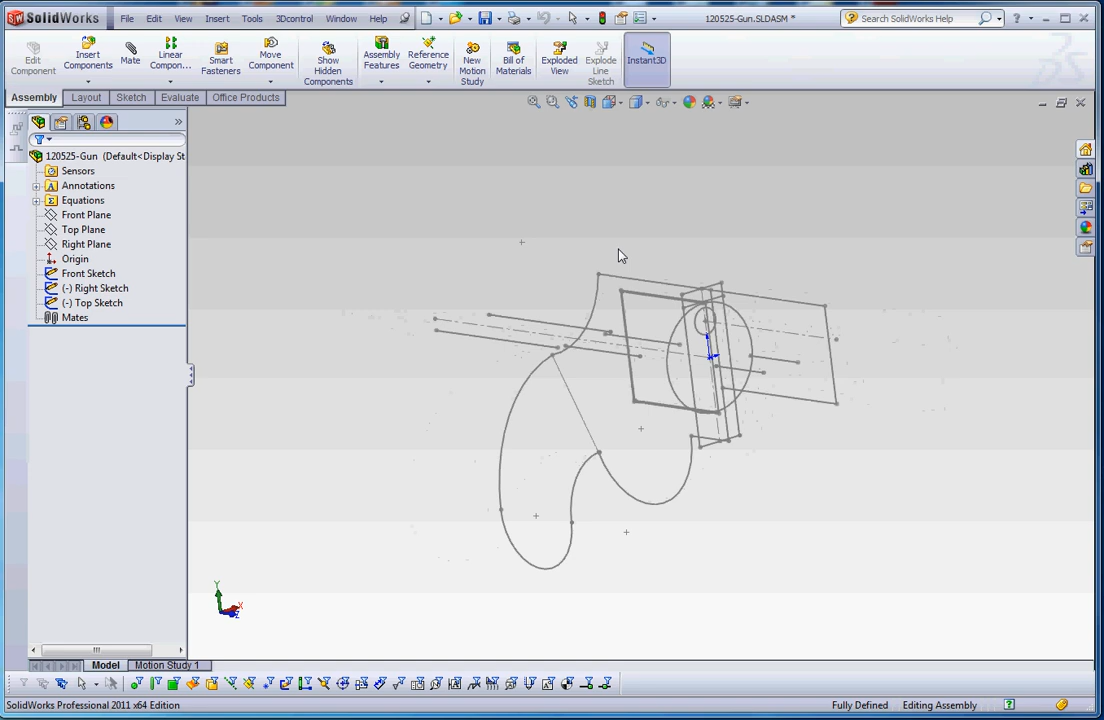 SolidWorks
File Edit View Insert Tools 3Dcontrol Window Help
120525-Gun.SLDASM *
Search SolidWorks Help
Edit Component
Insert Components
Mate
Linear Compon...
Smart Fasteners
Move Component
Show Hidden Components
Assembly Features
Reference Geometry
New Motion Study
Bill of Materials
Exploded View
Explode Line Sketch
Instant3D
Assembly Layout Sketch Evaluate Office Products
120525-Gun (Default<Display St
Sensors
Annotations
Equations
Front Plane
Top Plane
Right Plane
Origin
Front Sketch
(-) Right Sketch
(-) Top Sketch
Mates
Y
X
Z
Model Motion Study 1
SolidWorks Professional 2011 x64 Edition
Fully Defined Editing Assembly